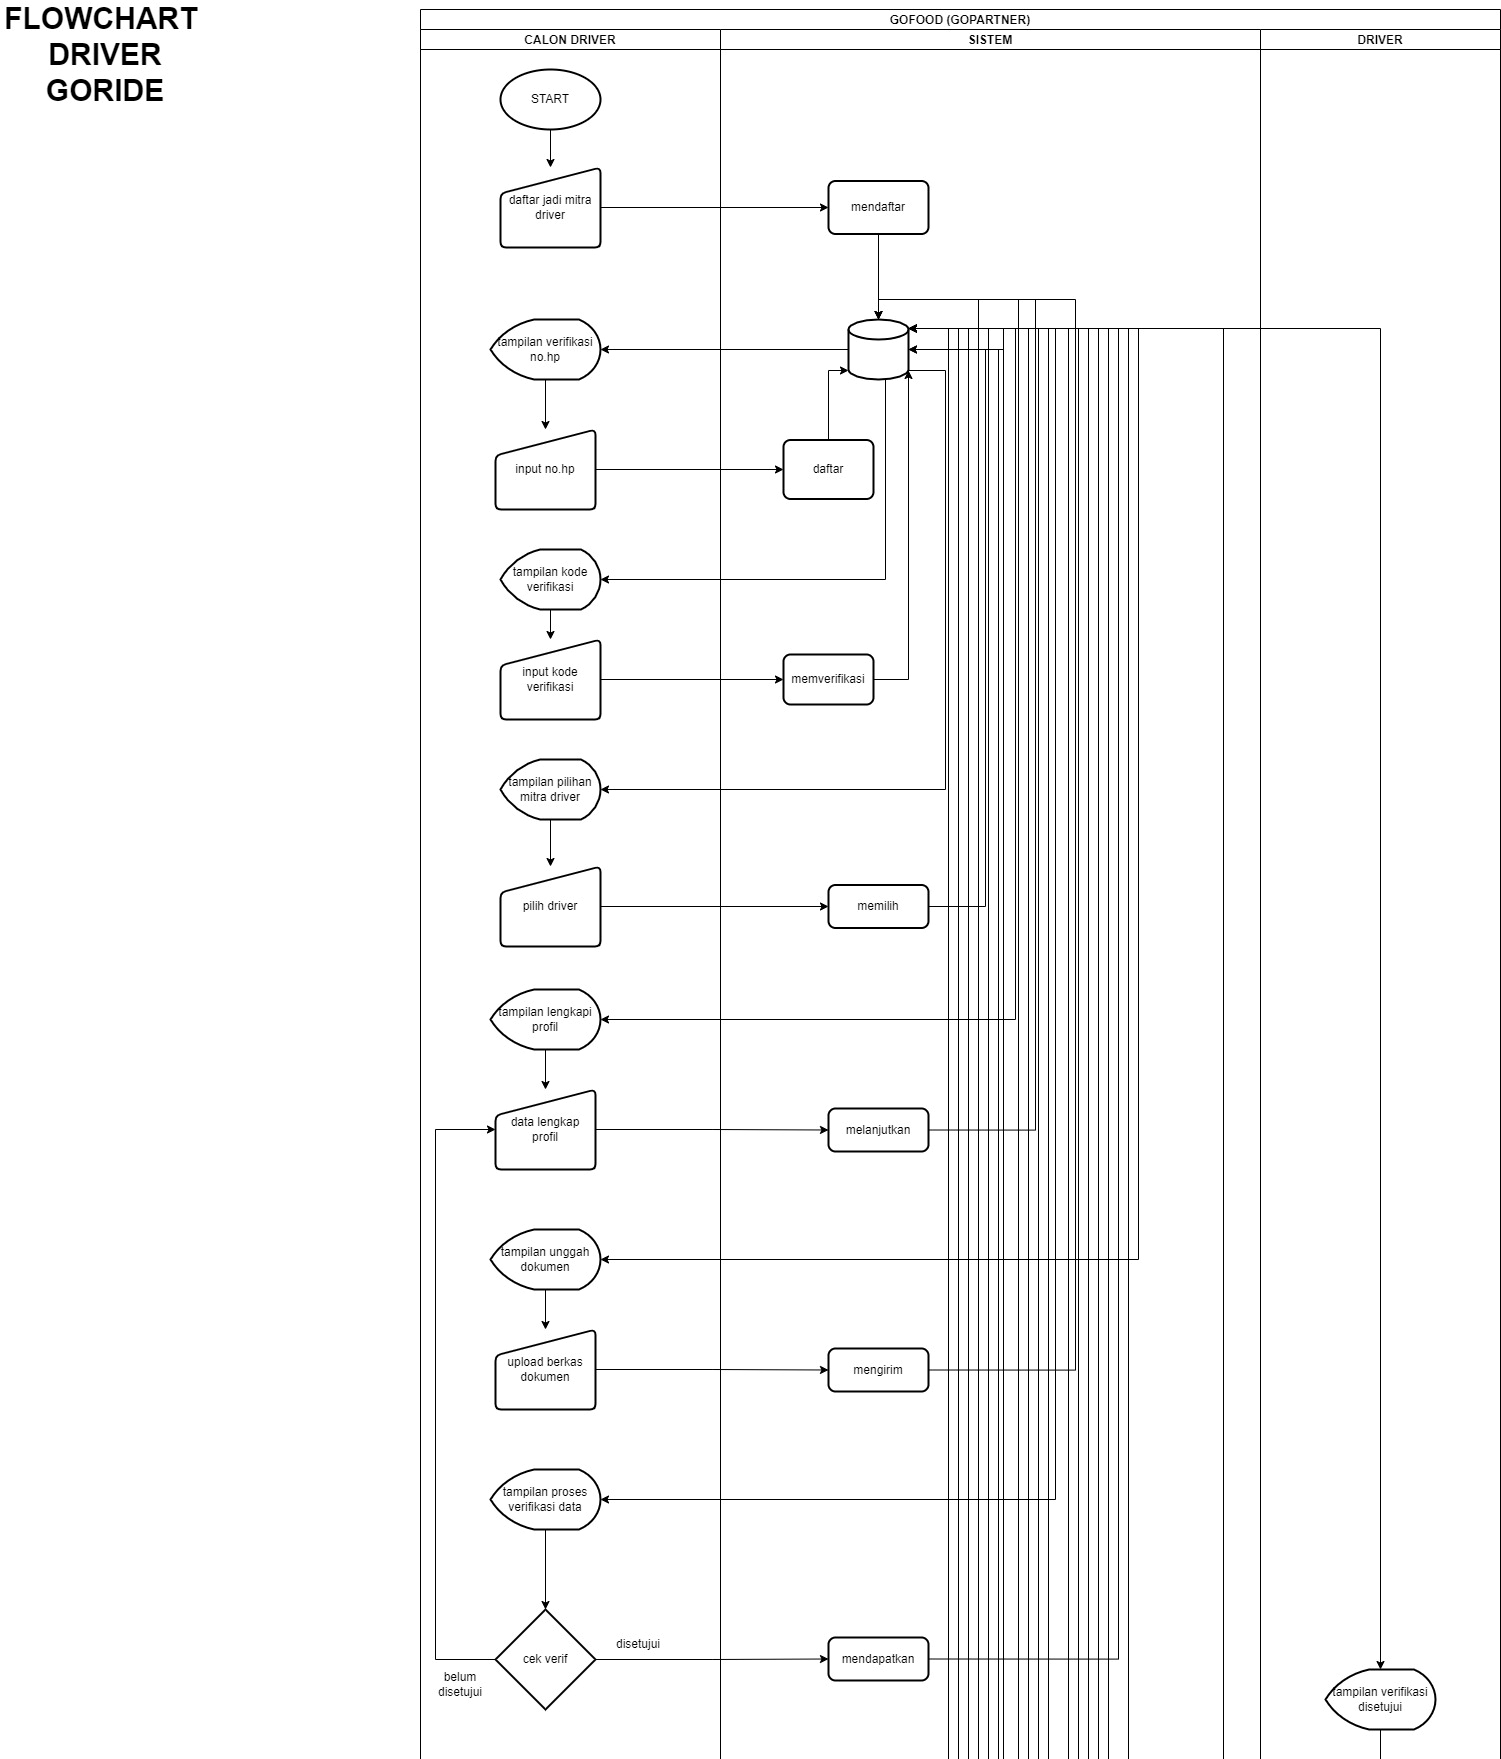 FLOWCHART
DRIVER
GORIDE
GOFOOD (GOPARTNER)
CALON DRIVER
SISTEM
DRIVER
START
daftar jadi mitra
driver
mendaftar
tampilan verifikasi
no.hp
input no.hp
daftar
tampilan kode
verifikasi
input kode
verifikasi
memverifikasi
tampilan pilihan
mitra driver
pilih driver
memilih
tampilan lengkapi
profil
data lengkap
profil
melanjutkan
tampilan unggah
dokumen
upload berkas
dokumen
mengirim
tampilan proses
verifikasi data
cek verif
disetujui
mendapatkan
belum
disetujui
tampilan verifikasi
disetujui